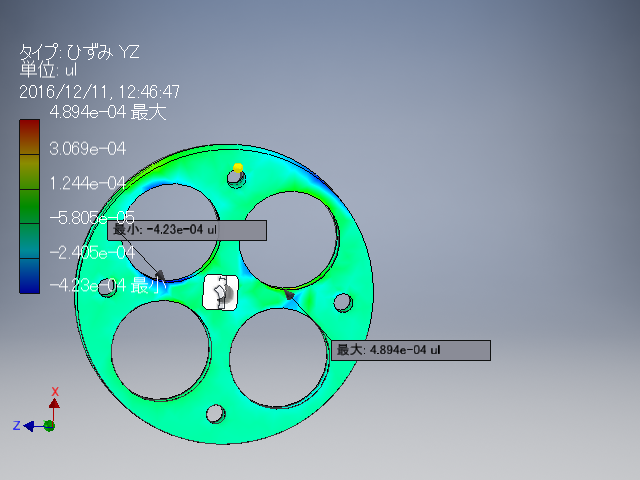 タイプ: ひずみ YZ
単位: ul
2016/12/11, 12:46:47
4.894e-04 最大
3.069e-04
1.244e-04
-5.805e-05
最小: -4.23e-04 ul
-2.405e-04
-4.23e-04 最小
最大: 4.894e-04 ul
X
Z